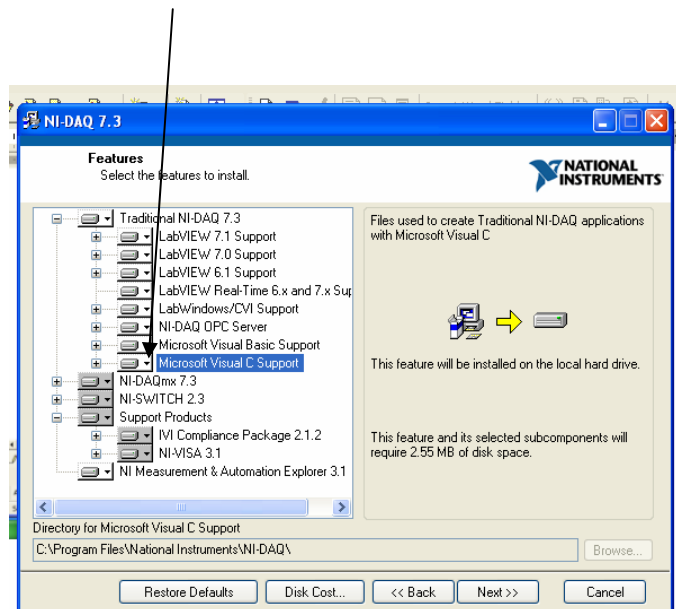 NI-DAQ 7.3
Features
Select the features to install.
NATIONAL
INSTRUMENTS
Traditional NI-DAQ 7.3
LabVIEW 7.1 Support
LabVIEW 7.0 Support
LabVIEW 6.1 Support
LabVIEW Real-Time 6.x and 7.x Sup
LabWindows/CVI Support
NI-DAQ OPC Server
Microsoft Visual Basic Support
Microsoft Visual C Support
NI-DAQmx 7.3
NI-SWITCH 2.3
Support Products
IVI Compliance Package 2.1.2
NI-VISA 3.1
NI Measurement & Automation Explorer 3.1
Files used to create Traditional NI-DAQ applications
with Microsoft Visual C
This feature will be installed on the local hard drive.
This feature and its selected subcomponents will
require 2.55 MB of disk space.
Directory for Microsoft Visual C Support
C:\Program Files\National Instruments\NI-DAQ\
Browse...
Restore Defaults
Disk Cost...
<< Back
Next >>
Cancel